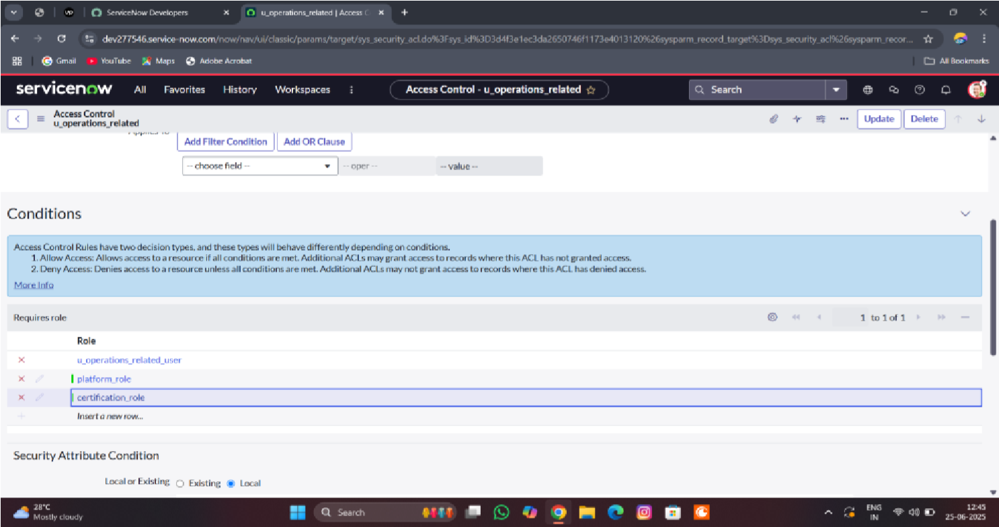 ServiceNow Developers
u_operations_related | Access C
dev277546.service-now.com/now/nav/ui/classic/params/target/sys_security_acl.do%3Fsys_id%3D3d4f3e1ec3da2650746f1173e4013120%26sysparm_record_target%3Dsys_security_acl%26sysparm_recor...
Gmail YouTube Maps Adobe Acrobat All Bookmarks
servicenow All Favorites History Workspaces Access Control - u_operations_related Search
Access Control
u_operations_related
Update Delete
Applies To
Add Filter Condition Add OR Clause
-- choose field -- -- oper -- -- value --
Conditions
Access Control Rules have two decision types, and these types will behave differently depending on conditions.
1. Allow Access: Allows access to a resource if all conditions are met. Additional ACLs may grant access to records where this ACL has not granted access.
2. Deny Access: Denies access to a resource unless all conditions are met. Additional ACLs may not grant access to records where this ACL has denied access.
More Info
Requires role 1 to 1 of 1
Role
u_operations_related_user
platform_role
certification_role
Insert a new row...
Security Attribute Condition
Local or Existing Existing Local
28°C
Mostly cloudy
Search
ENG
IN
12:45
25-06-2025